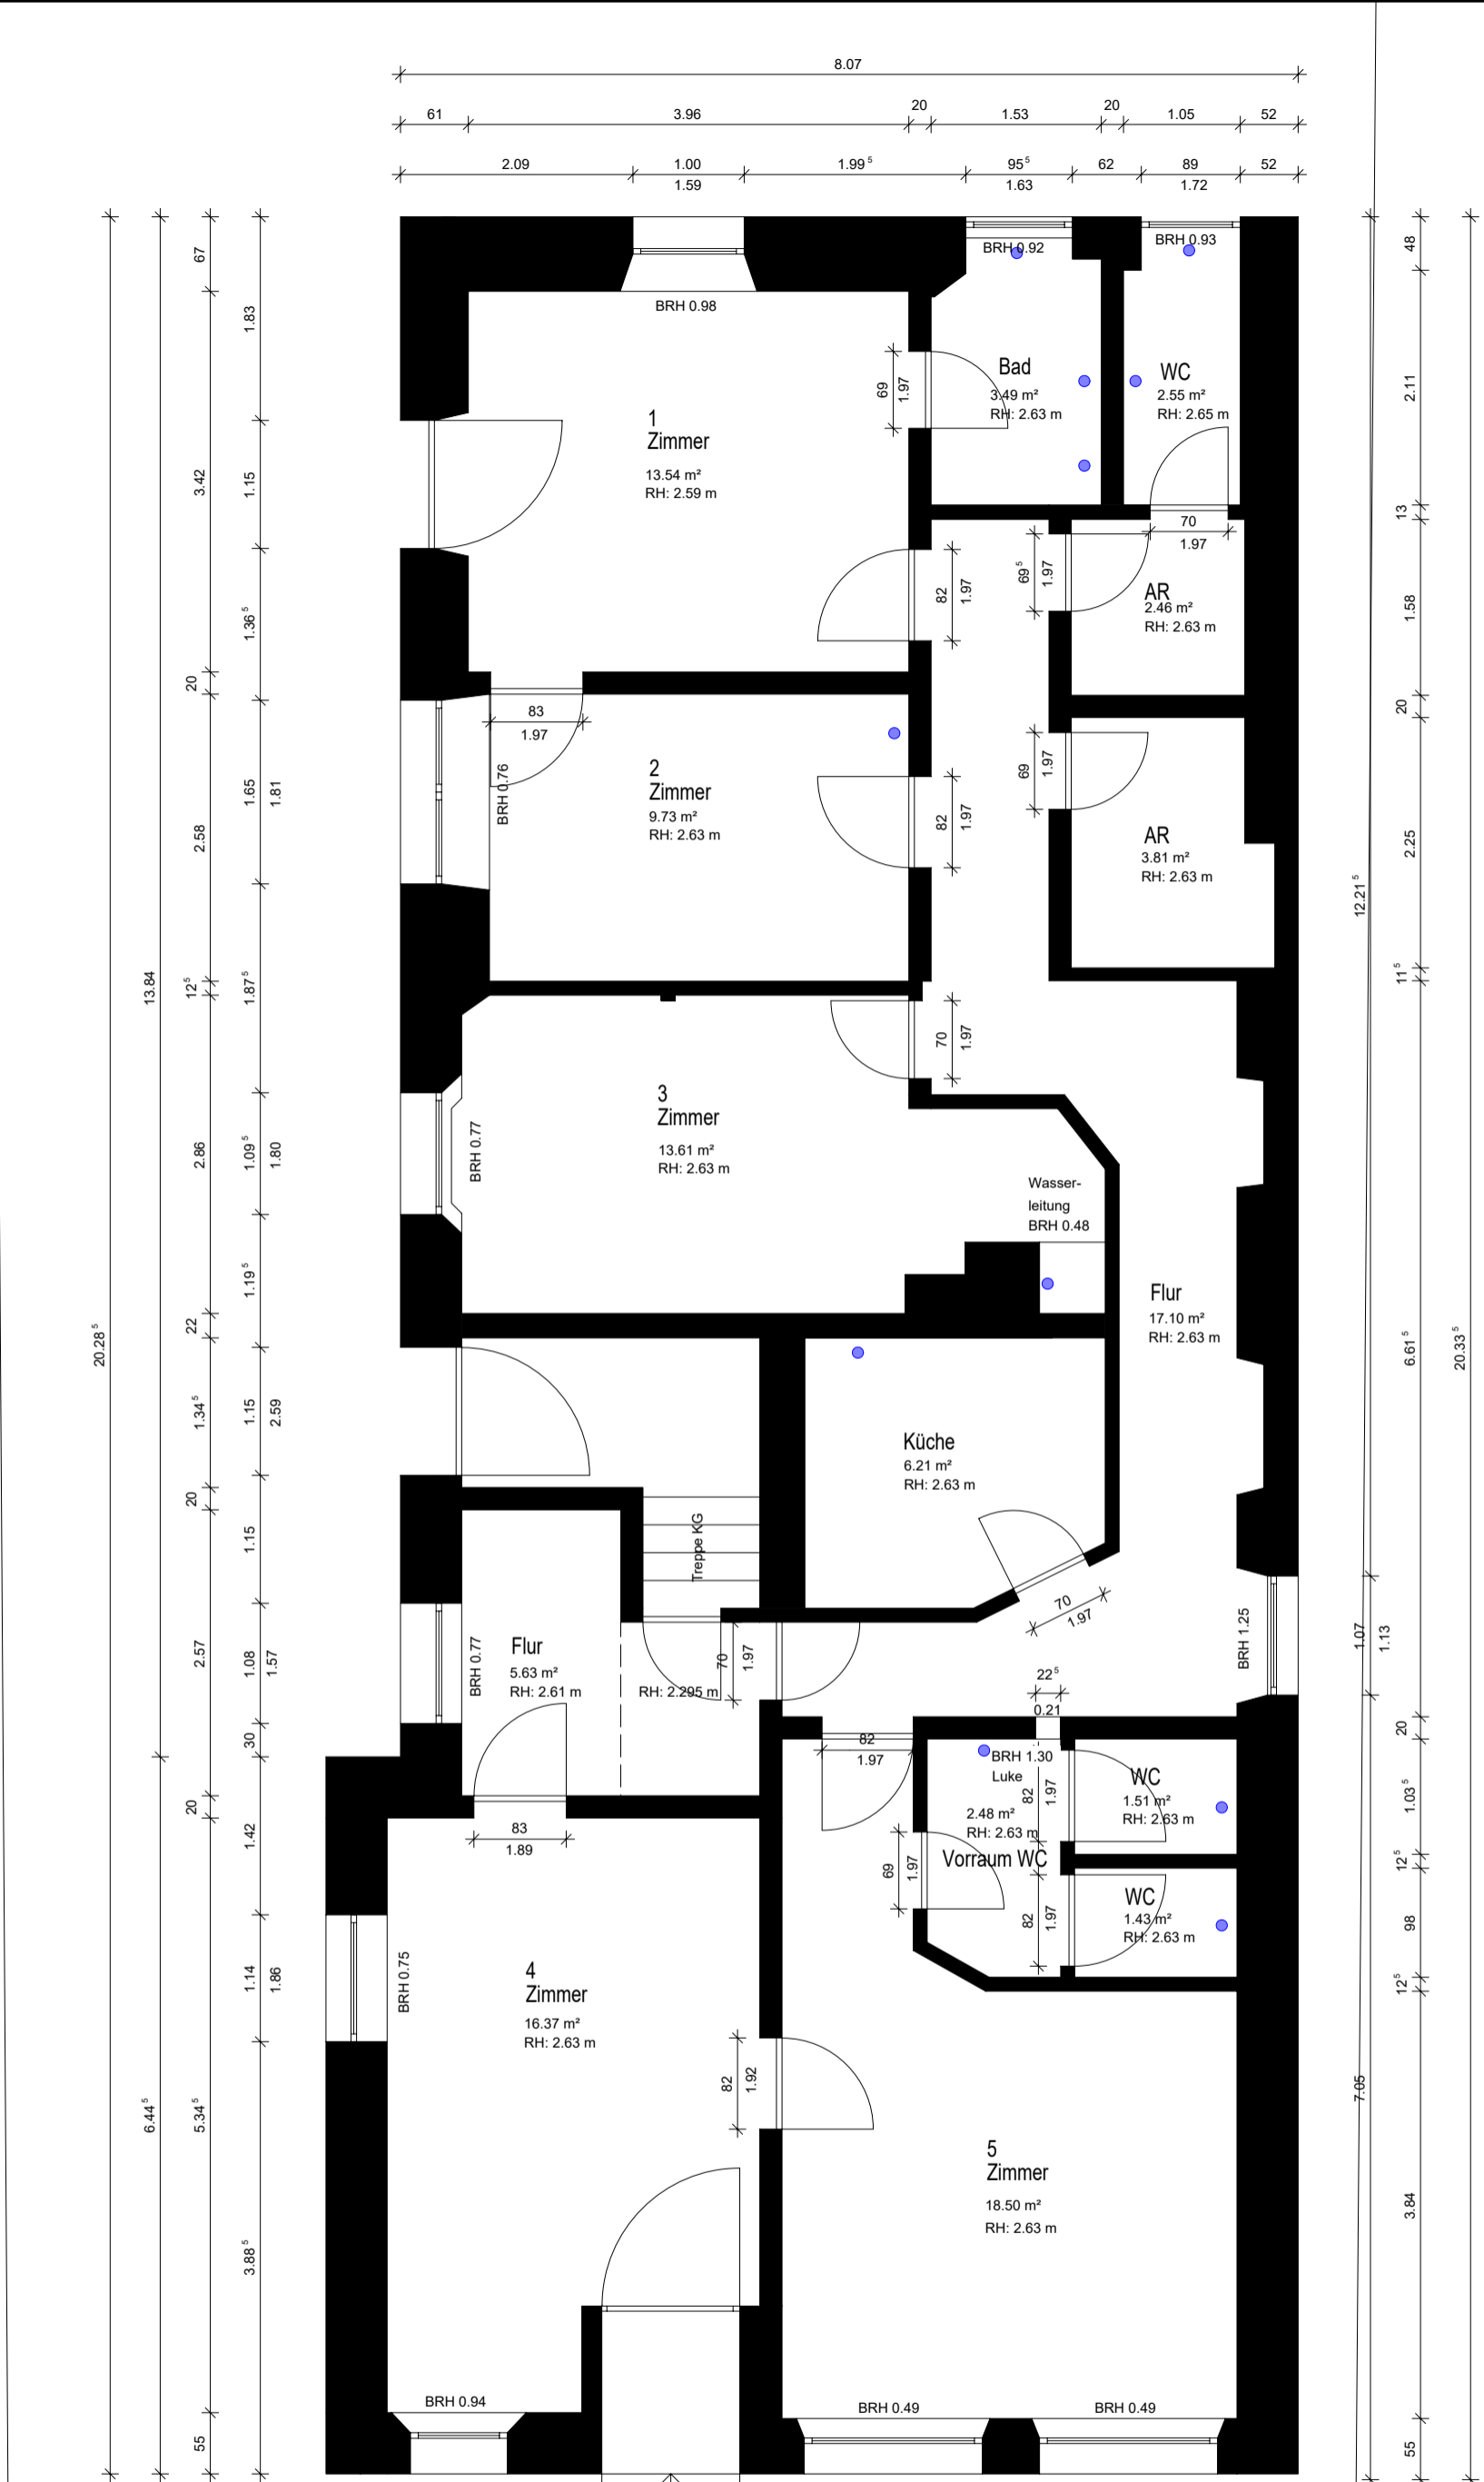 8.07
61 3.96 20 1.53 20 1.05 52
2.09 1.00 1.99⁵ 95⁵ 62 89 52
1.59 1.63 1.72
BRH 0.98
BRH 0.92
BRH 0.93
67
1.83
3.42
1.15
1.36⁵
20
1.65
1.81
2.58
13.84
12⁵
1.87⁵
2.86
1.09⁵
1.80
1.19⁵
22
20.28⁵
1.34⁵
1.15
2.59
20
1.15
2.57
1.08
1.57
30
20
1.42
1.14
1.86
6.44⁵
5.34⁵
3.88⁵
55
1
Zimmer
13.54 m²
RH: 2.59 m
69
1.97
Bad
3.49 m²
RH: 2.63 m
WC
2.55 m²
RH: 2.65 m
70
1.97
82
1.97
69⁵
1.97
AR
2.46 m²
RH: 2.63 m
83
1.97
BRH 0.76
2
Zimmer
9.73 m²
RH: 2.63 m
82
1.97
69
1.97
AR
3.81 m²
RH: 2.63 m
70
1.97
3
Zimmer
13.61 m²
RH: 2.63 m
BRH 0.77
Wasser-
leitung
BRH 0.48
Flur
17.10 m²
RH: 2.63 m
Küche
6.21 m²
RH: 2.63 m
70
1.97
Treppe KG
Flur
5.63 m²
RH: 2.61 m
BRH 0.77
RH: 2.295 m
70
1.97
BRH 1.25
22⁵
0.21
82
1.97
BRH 1.30
Luke
82
1.97
WC
1.51 m²
RH: 2.63 m
2.48 m²
RH: 2.63 m
Vorraum WC
69
1.97
82
1.97
WC
1.43 m²
RH: 2.63 m
83
1.89
BRH 0.75
4
Zimmer
16.37 m²
RH: 2.63 m
82
1.92
5
Zimmer
18.50 m²
RH: 2.63 m
BRH 0.94
BRH 0.49
BRH 0.49
48
2.11
13
1.58
20
2.25
12.21⁵
11⁵
6.61⁵
20.33⁵
1.07
1.13
20
1.03⁵
12⁵
98
12⁵
7.05
3.84
55